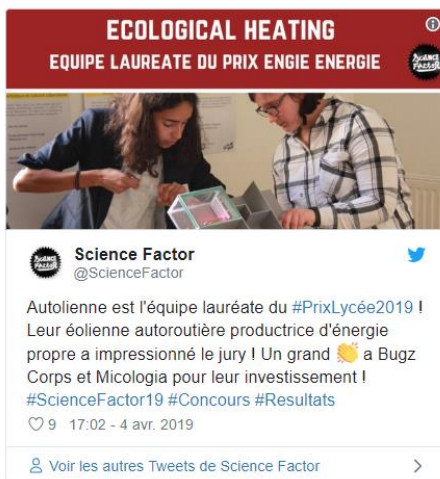 ECOLOGICAL HEATING
EQUIPE LAUREATE DU PRIX ENGIE ENERGIE
SCIENCE
FACTOR
Science Factor
@ScienceFactor
Autolienne est l'équipe lauréate du #PrixLycée2019 !
Leur éolienne autoroutière productrice d'énergie
propre a impressionné le jury ! Un grand 👏 a Bugz
Corps et Micologia pour leur investissement !
#ScienceFactor19 #Concours #Resultats
9 17:02 - 4 avr. 2019
Voir les autres Tweets de Science Factor